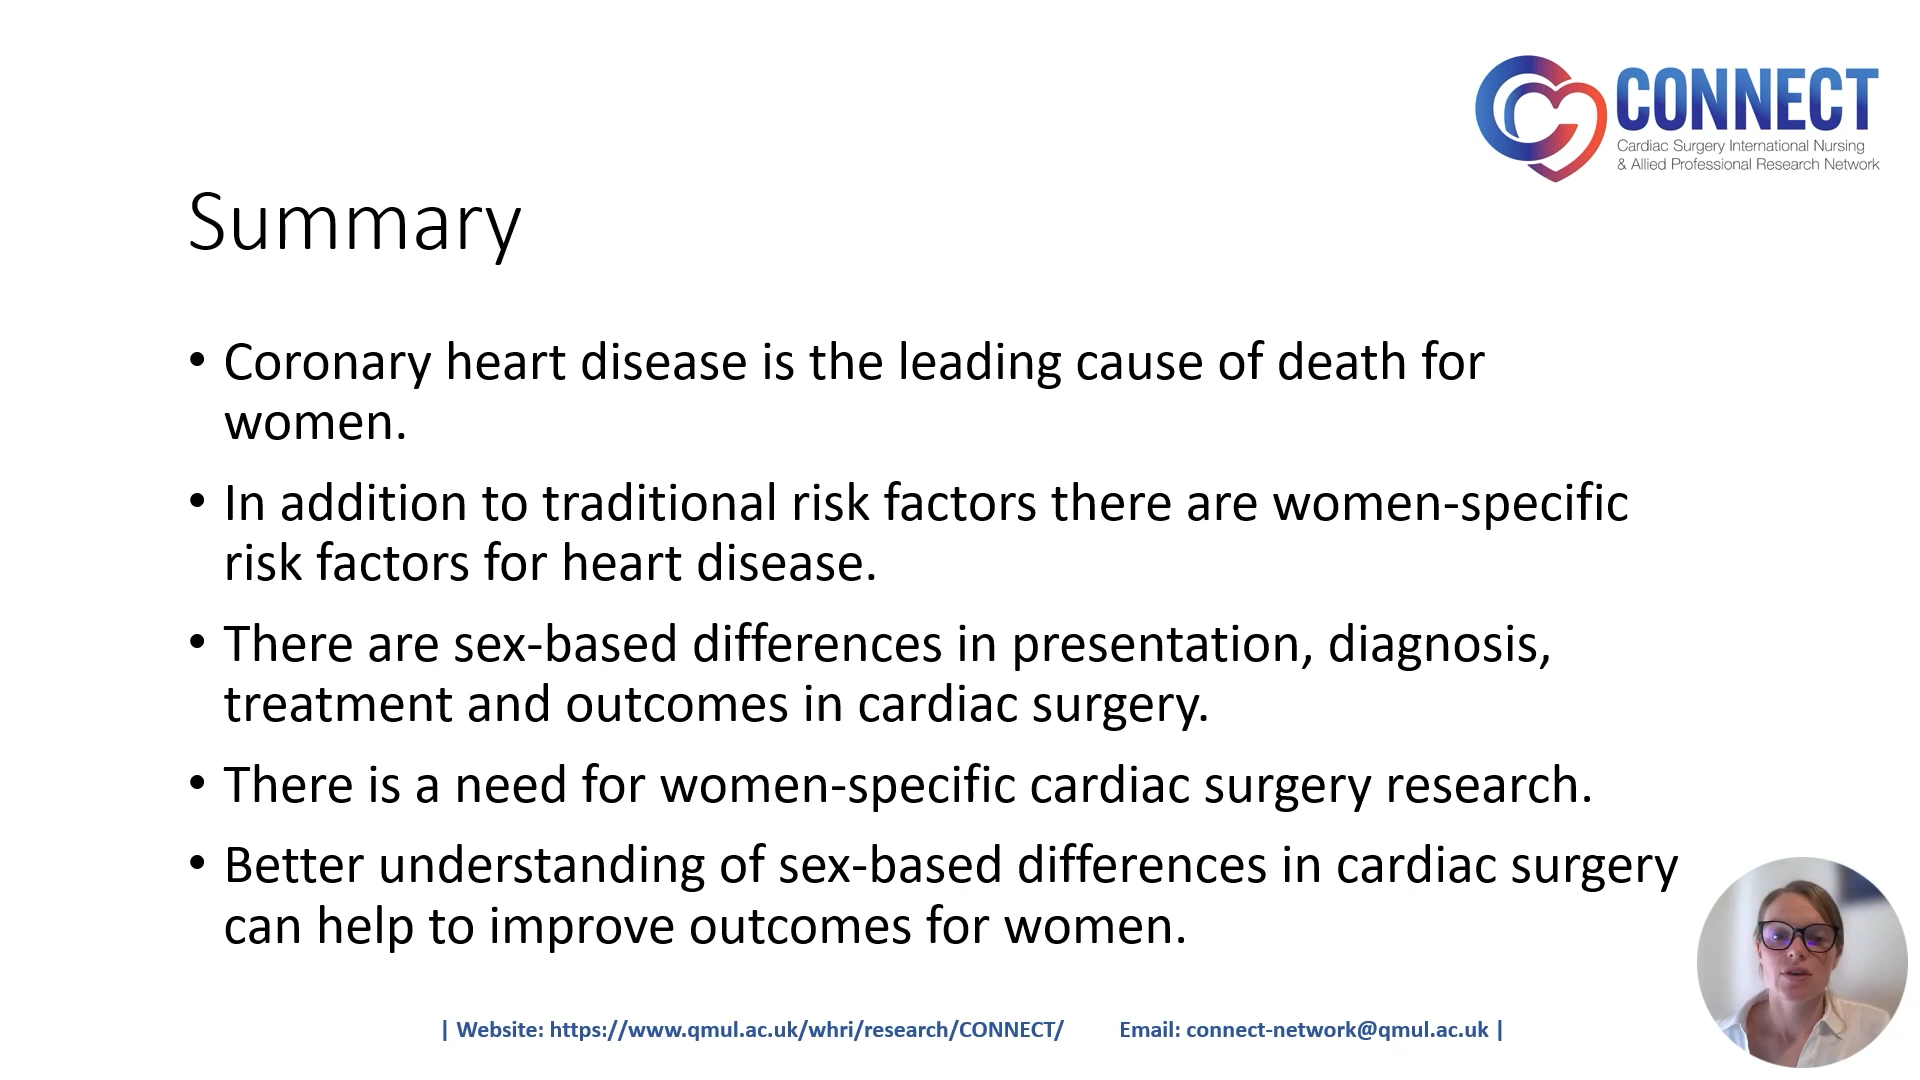 CONNECT
Cardiac Surgery International Nursing
& Allied Professional Research Network
Summary
• Coronary heart disease is the leading cause of death for
women.
• In addition to traditional risk factors there are women-specific
risk factors for heart disease.
• There are sex-based differences in presentation, diagnosis,
treatment and outcomes in cardiac surgery.
• There is a need for women-specific cardiac surgery research.
• Better understanding of sex-based differences in cardiac surgery
can help to improve outcomes for women.
| Website: https://www.qmul.ac.uk/whri/research/CONNECT/ Email: connect-network@qmul.ac.uk |